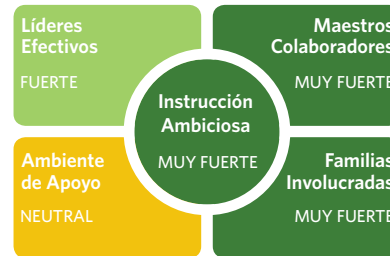 Líderes
Efectivos
FUERTE
Maestros
Colaboradores
MUY FUERTE
Instrucción
Ambiciosa
MUY FUERTE
Ambiente
de Apoyo
NEUTRAL
Familias
Involucradas
MUY FUERTE